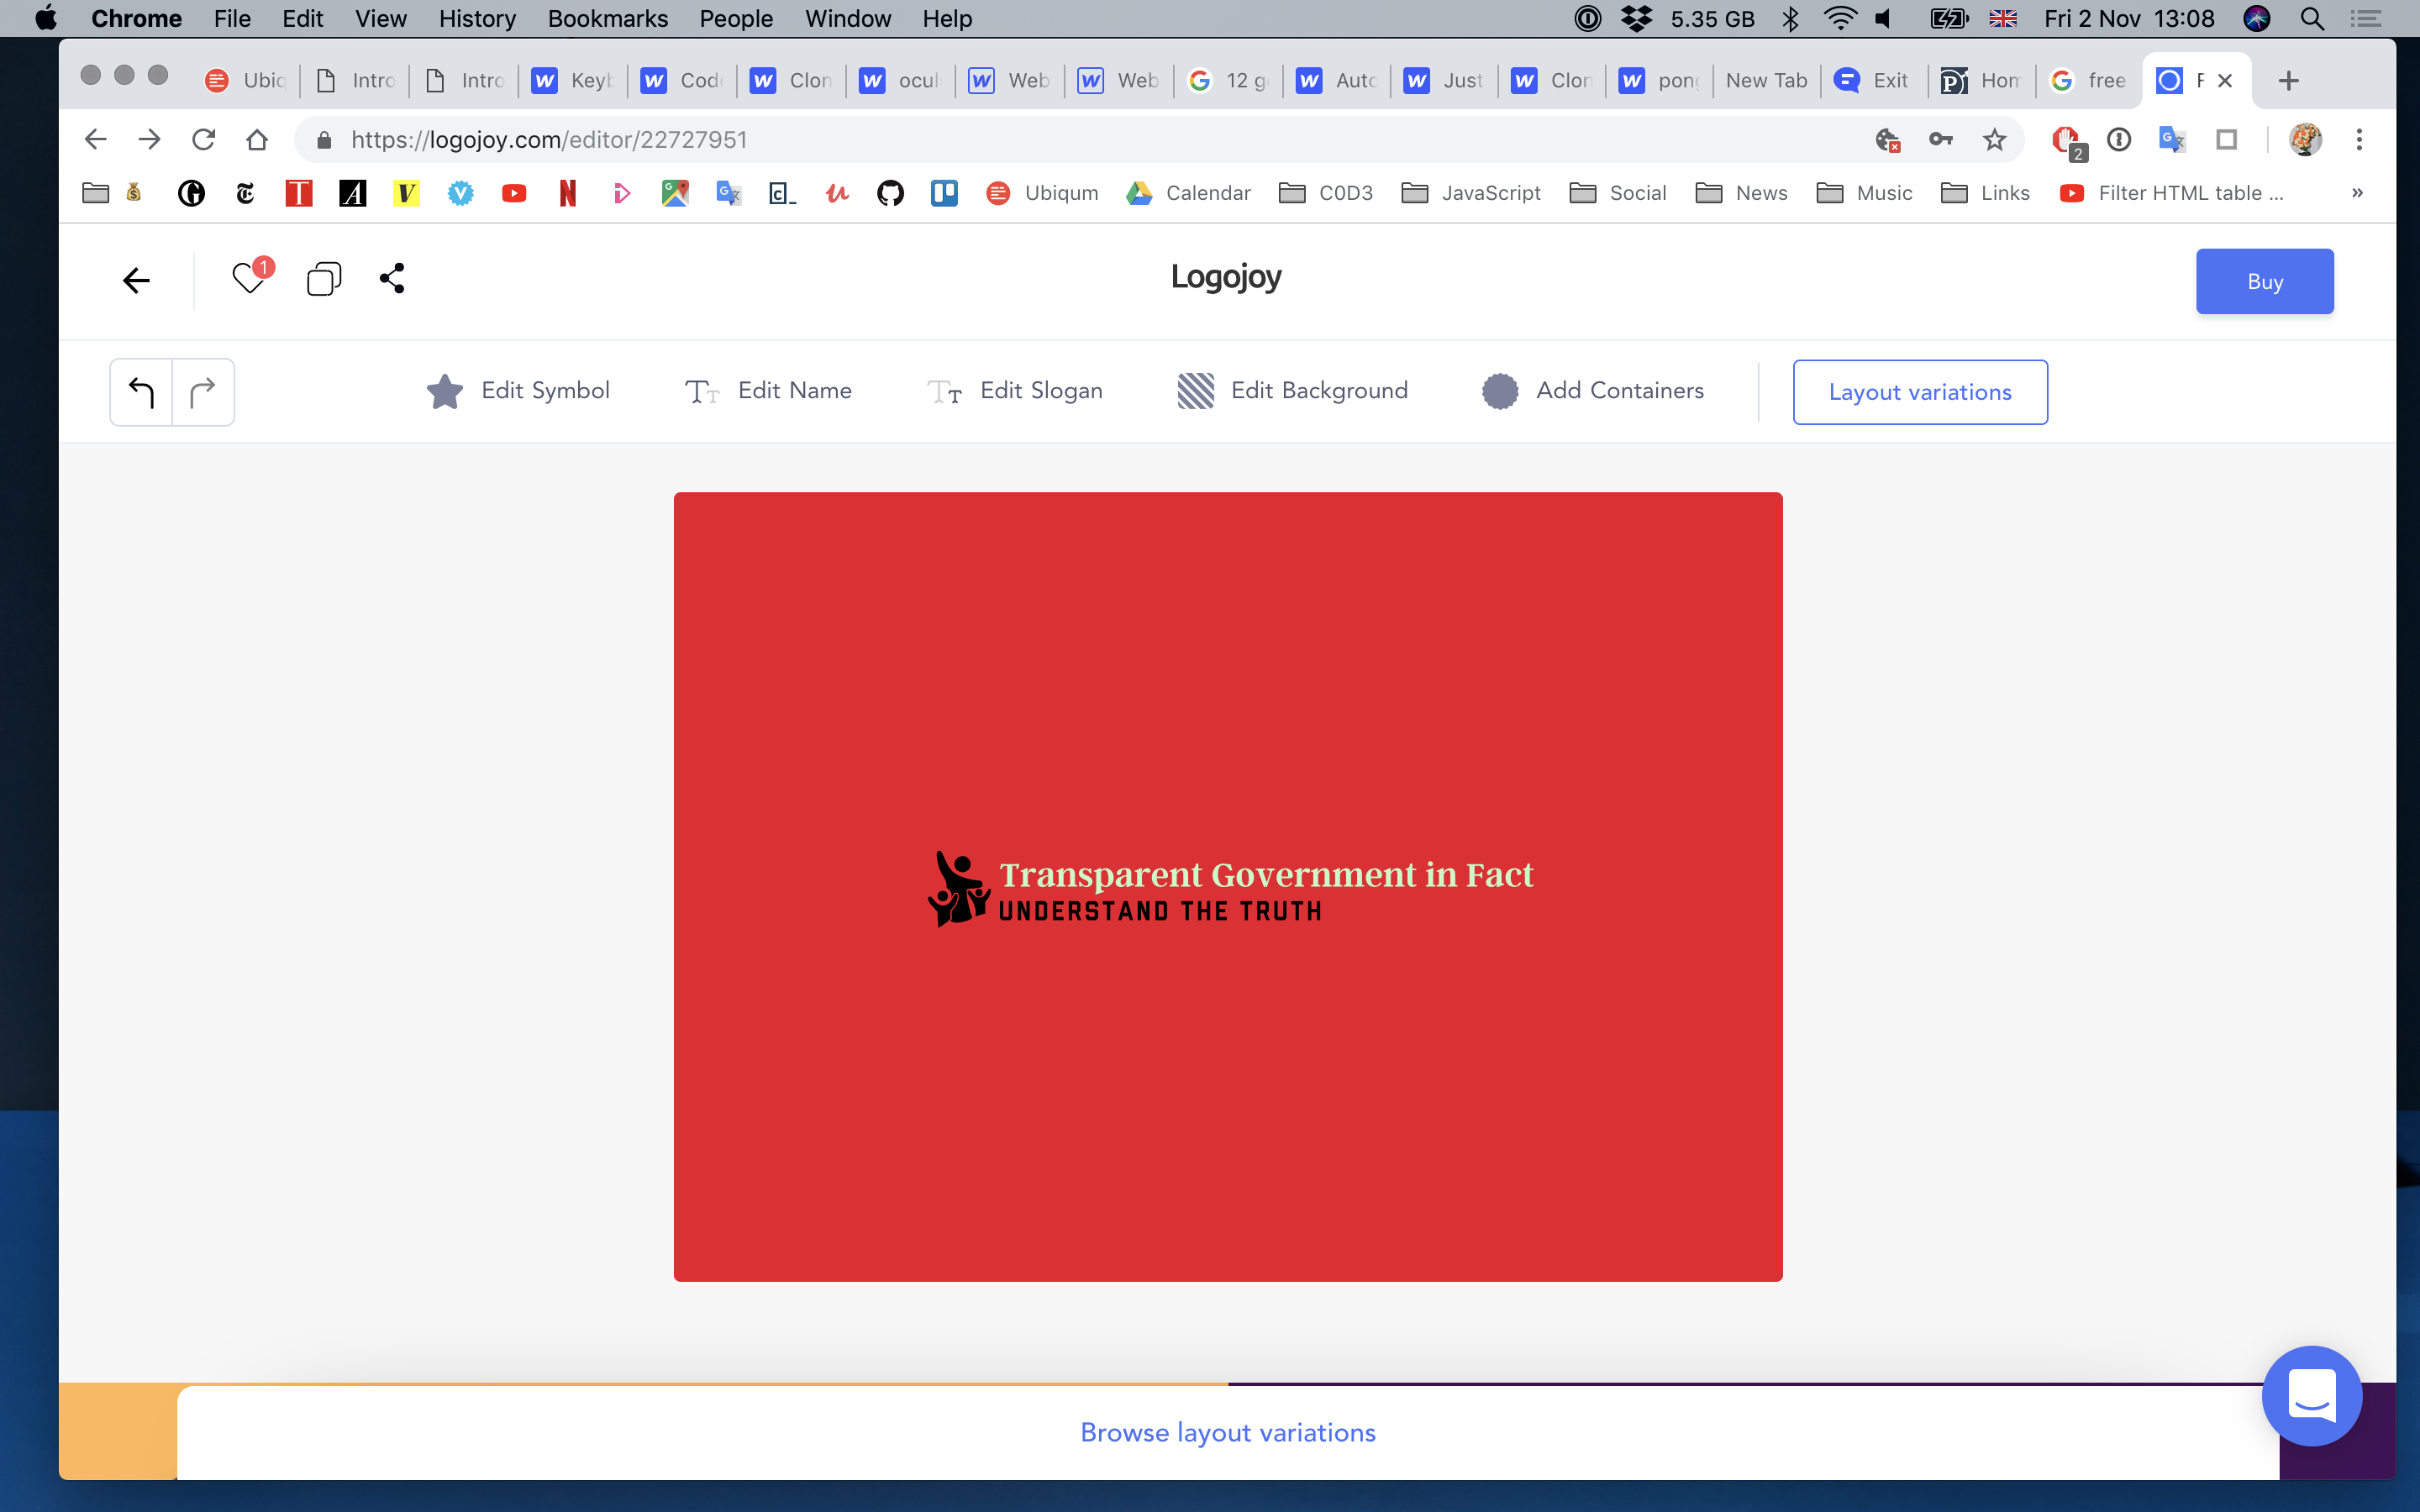 Chrome File Edit View History Bookmarks People Window Help 5.35 GB Fri 2 Nov 13:08
Ubiq Intro Intro Keyb Code Clon ocul Web Web 12 g Auto Just Clon pong New Tab Exit Hom free
https://logojoy.com/editor/22727951 2
Ubiqum Calendar C0D3 JavaScript Social News Music Links Filter HTML table ... »
1 Logojoy Buy
Edit Symbol Edit Name Edit Slogan Edit Background Add Containers Layout variations
Transparent Government in Fact
UNDERSTAND THE TRUTH
Browse layout variations